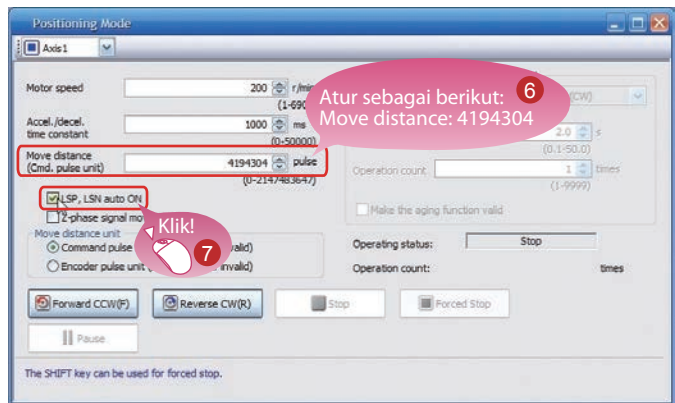 Positioning Mode
Axis1
Motor speed 200 r/min
(1-690
Accel./decel. time constant 1000 ms
(0-50000)
Move distance (Cmd. pulse unit) 4194304 pulse
(0-2147483647)
LSP, LSN auto ON
Z-phase signal mo
Move distance unit
Command pulse valid)
Encoder pulse unit ( invalid)
Forward CCW(F)
Reverse CW(R)
Stop
Forced Stop
Pause
The SHIFT key can be used for forced stop.
Atur sebagai berikut: 6
Move distance: 4194304
Klik!
7
(CW)
2.0 s
(0.1-50.0)
Operation count 1 times
(1-9999)
Make the aging function valid
Operating status: Stop
Operation count: times